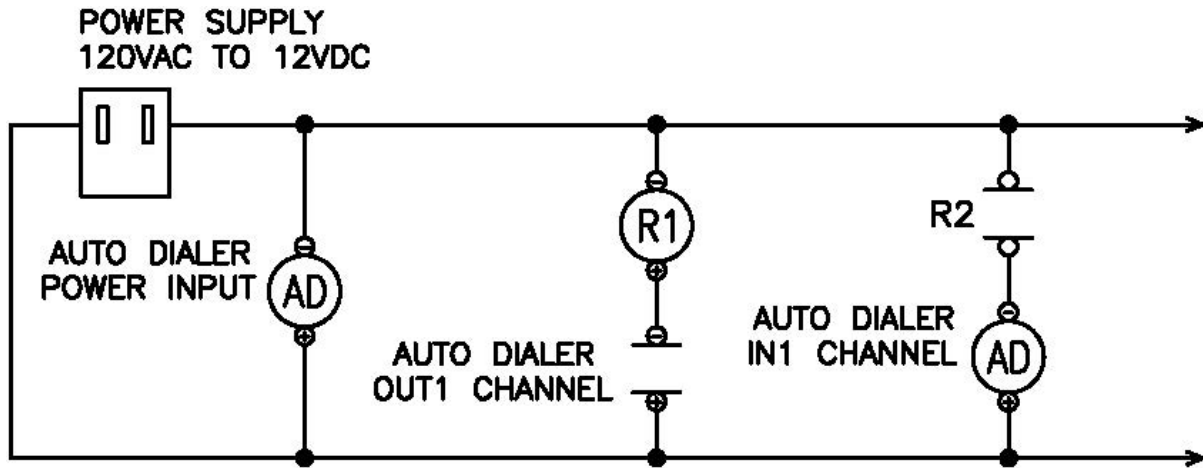 POWER SUPPLY
120VAC TO 12VDC
AUTO DIALER
POWER INPUT
AD
R1
AUTO DIALER
OUT1 CHANNEL
R2
AUTO DIALER
IN1 CHANNEL
AD